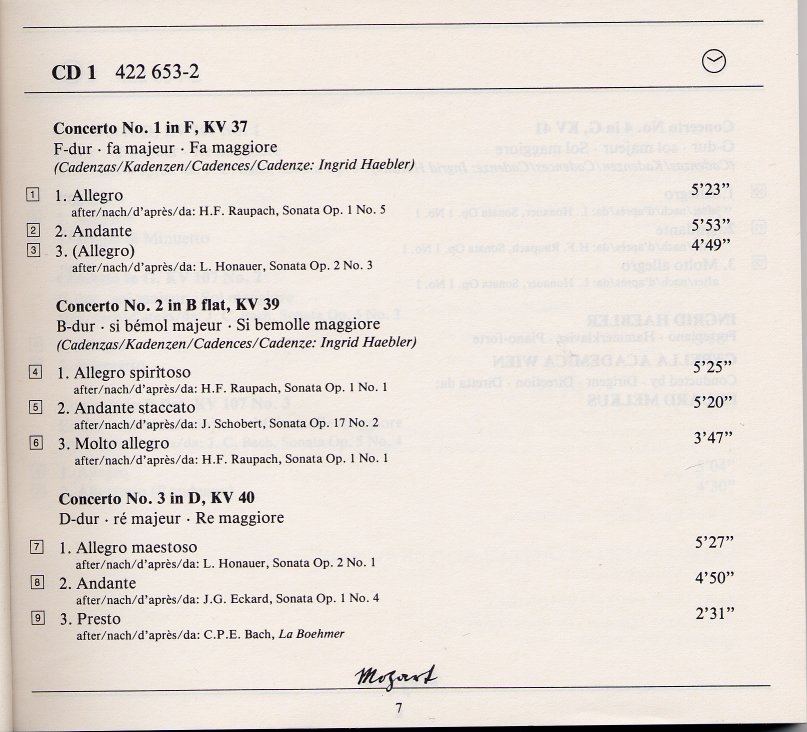 CD 1 422 653-2
Concerto No. 1 in F, KV 37
F-dur · fa majeur · Fa maggiore
(Cadenzas/Kadenzen/Cadences/Cadenze: Ingrid Haebler)
1 1. Allegro 5’23”
after/nach/d’après/da: H.F. Raupach, Sonata Op. 1 No. 5
2 2. Andante 5’53”
3 3. (Allegro) 4’49”
after/nach/d’après/da: L. Honauer, Sonata Op. 2 No. 3
Concerto No. 2 in B flat, KV 39
B-dur · si bémol majeur · Si bemolle maggiore
(Cadenzas/Kadenzen/Cadences/Cadenze: Ingrid Haebler)
4 1. Allegro spiritoso 5’25”
after/nach/d’après/da: H.F. Raupach, Sonata Op. 1 No. 1
5 2. Andante staccato 5’20”
after/nach/d’après/da: J. Schobert, Sonata Op. 17 No. 2
6 3. Molto allegro 3’47”
after/nach/d’après/da: H.F. Raupach, Sonata Op. 1 No. 1
Concerto No. 3 in D, KV 40
D-dur · ré majeur · Re maggiore
7 1. Allegro maestoso 5’27”
after/nach/d’après/da: L. Honauer, Sonata Op. 2 No. 1
8 2. Andante 4’50”
after/nach/d’après/da: J.G. Eckard, Sonata Op. 1 No. 4
9 3. Presto 2’31”
after/nach/d’après/da: C.P.E. Bach, La Boehmer
Mozart
7